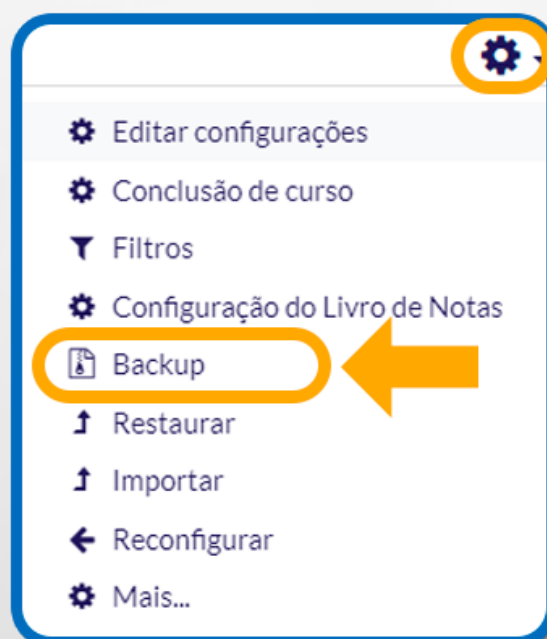 Editar configurações
Conclusão de curso
Filtros
Configuração do Livro de Notas
Backup
Restaurar
Importar
Reconfigurar
Mais...